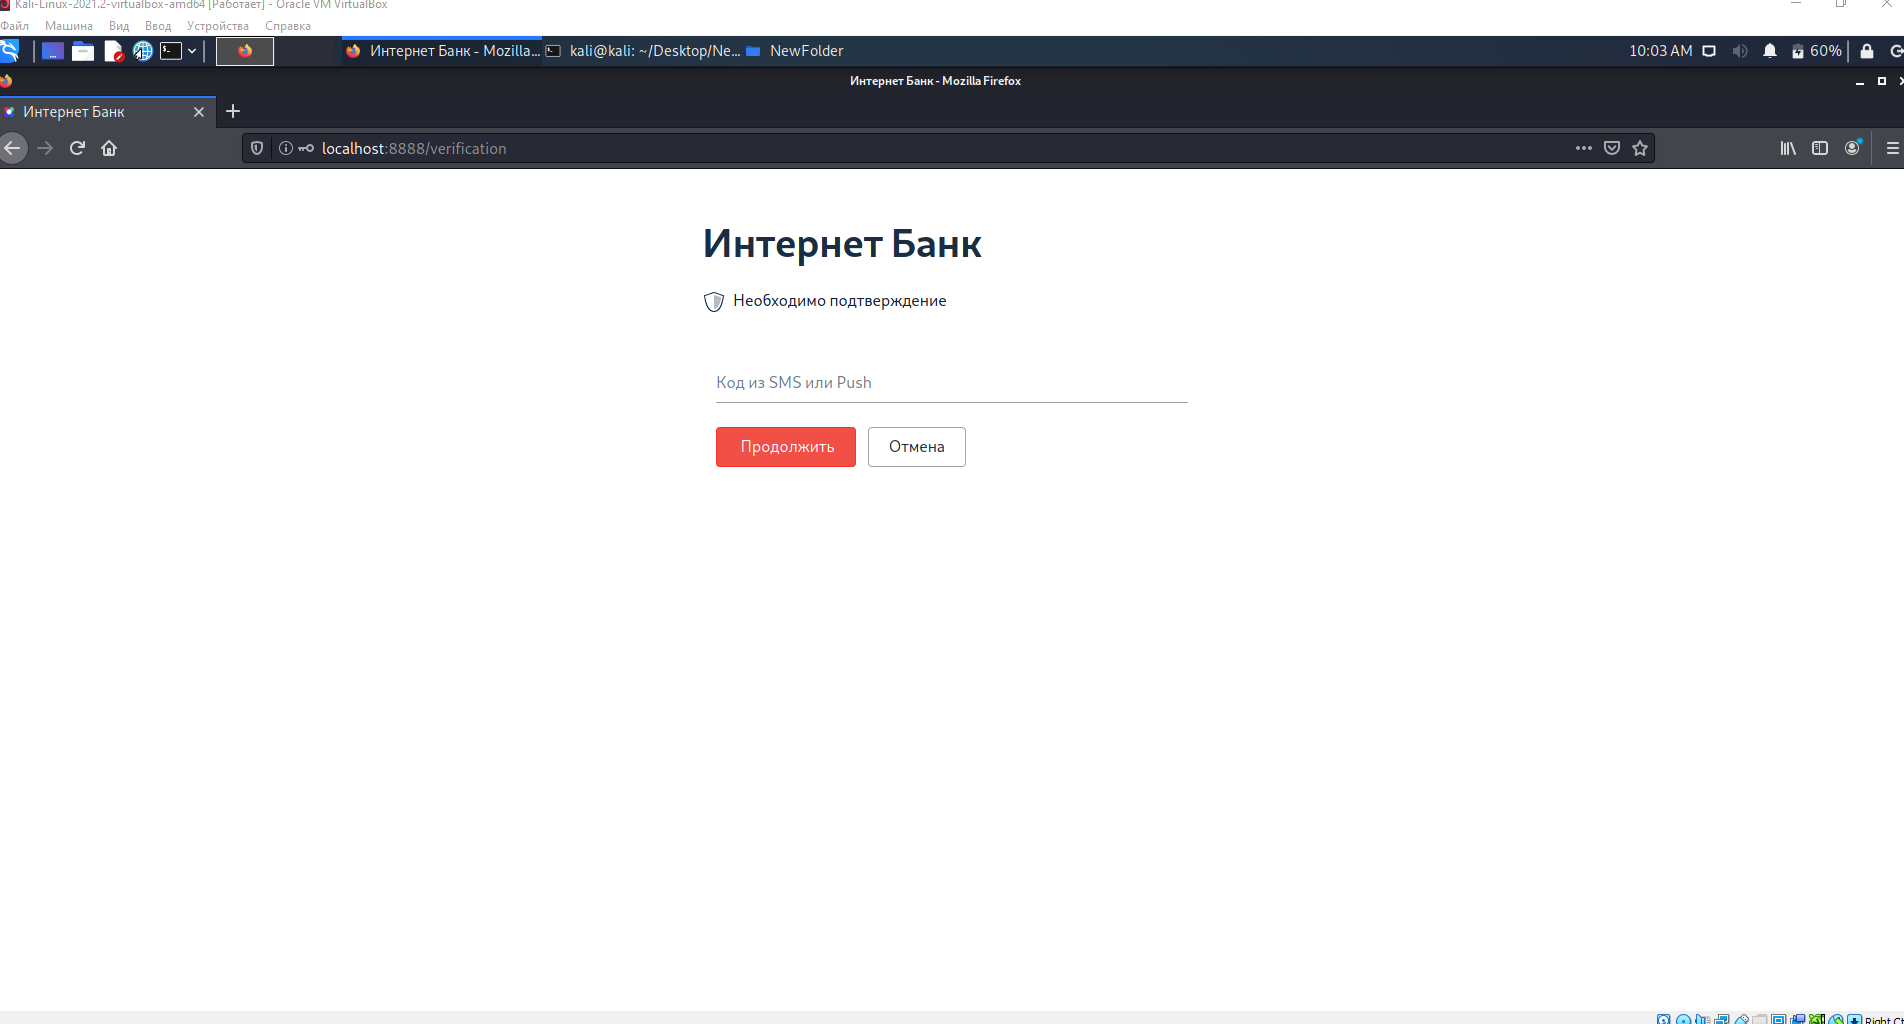 Kali-Linux-2021.2-virtualbox-amd64 [Работает] - Oracle VM VirtualBox
Файл Машина Вид Ввод Устройства Справка
Интернет Банк - Mozilla... kali@kali: ~/Desktop/Ne... NewFolder 10:03 AM 60%
Интернет Банк - Mozilla Firefox
Интернет Банк
localhost:8888/verification
Интернет Банк
Необходимо подтверждение
Код из SMS или Push
Продолжить Отмена
Right